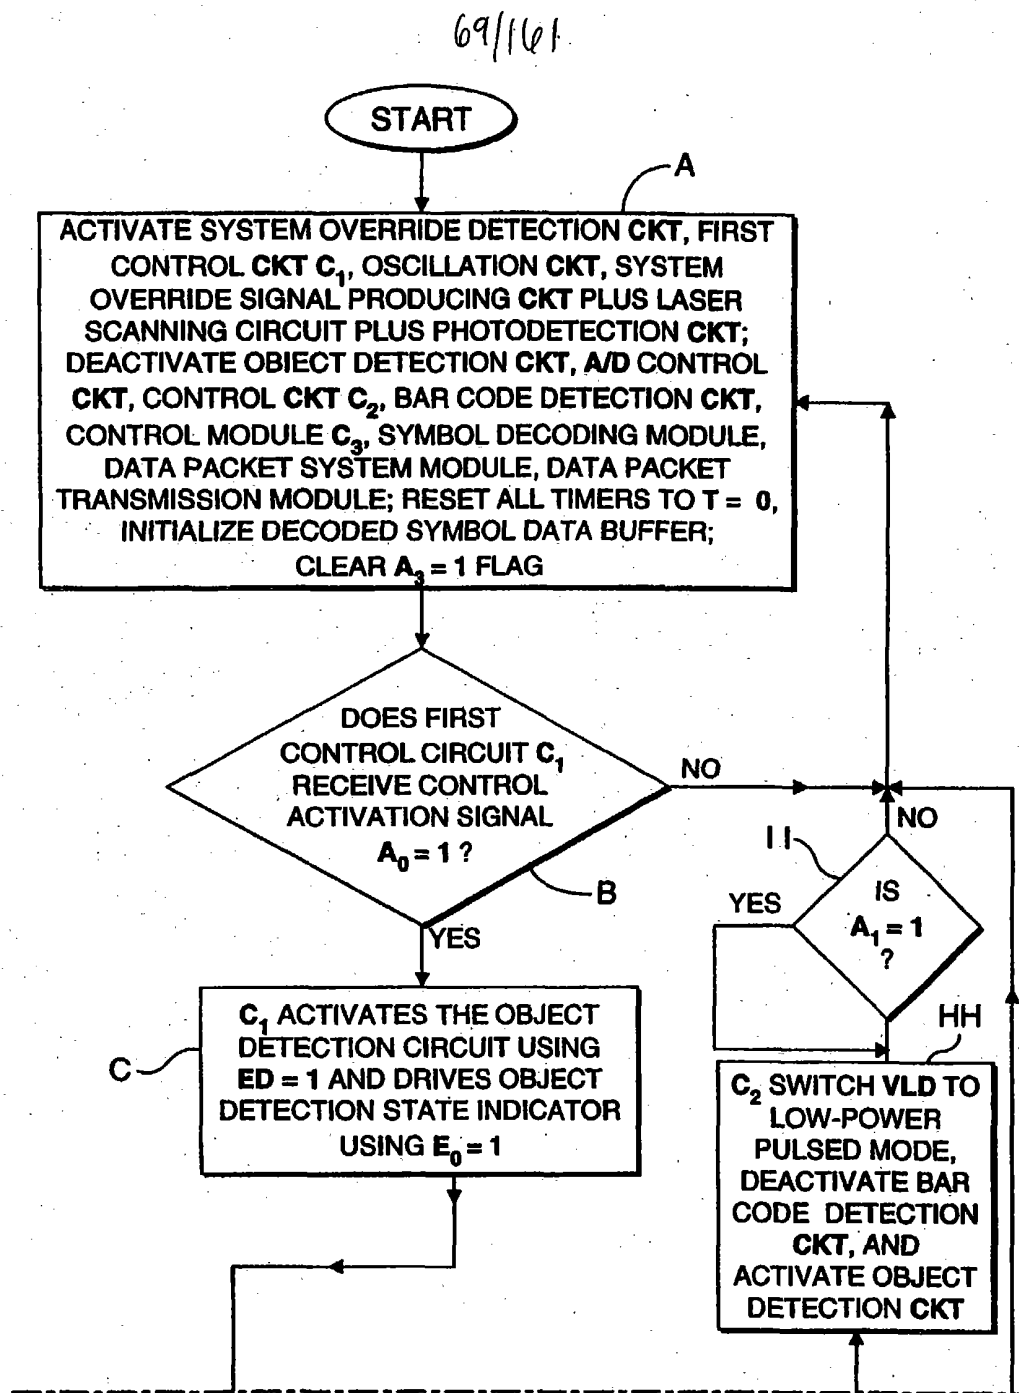 69/161
START
A
ACTIVATE SYSTEM OVERRIDE DETECTION CKT, FIRST
CONTROL CKT C₁, OSCILLATION CKT, SYSTEM
OVERRIDE SIGNAL PRODUCING CKT PLUS LASER
SCANNING CIRCUIT PLUS PHOTODETECTION CKT;
DEACTIVATE OBIECT DETECTION CKT, A/D CONTROL
CKT, CONTROL CKT C₂, BAR CODE DETECTION CKT,
CONTROL MODULE C₃, SYMBOL DECODING MODULE,
DATA PACKET SYSTEM MODULE, DATA PACKET
TRANSMISSION MODULE; RESET ALL TIMERS TO T = 0,
INITIALIZE DECODED SYMBOL DATA BUFFER;
CLEAR A₃ = 1 FLAG
DOES FIRST
CONTROL CIRCUIT C₁
RECEIVE CONTROL
ACTIVATION SIGNAL
A₀ = 1 ?
NO
B
YES
NO
II
YES
IS
A₁ = 1
?
C
C₁ ACTIVATES THE OBJECT
DETECTION CIRCUIT USING
ED = 1 AND DRIVES OBJECT
DETECTION STATE INDICATOR
USING E₀ = 1
HH
C₂ SWITCH VLD TO
LOW-POWER
PULSED MODE,
DEACTIVATE BAR
CODE DETECTION
CKT, AND
ACTIVATE OBJECT
DETECTION CKT